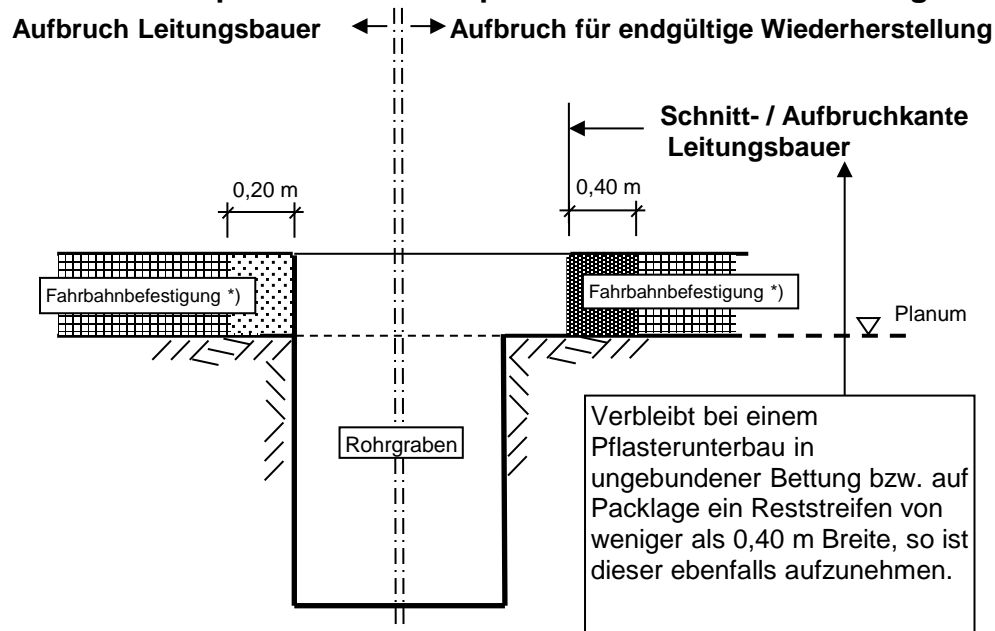 Aufbruch Leitungsbauer
Aufbruch für endgültige Wiederherstellung
Schnitt- / Aufbruchkante
Leitungsbauer
0,20 m
0,40 m
Fahrbahnbefestigung *)
Fahrbahnbefestigung *)
Planum
Rohrgraben
Verbleibt bei einem
Pflasterunterbau in
ungebundener Bettung bzw. auf
Packlage ein Reststreifen von
weniger als 0,40 m Breite, so ist
dieser ebenfalls aufzunehmen.